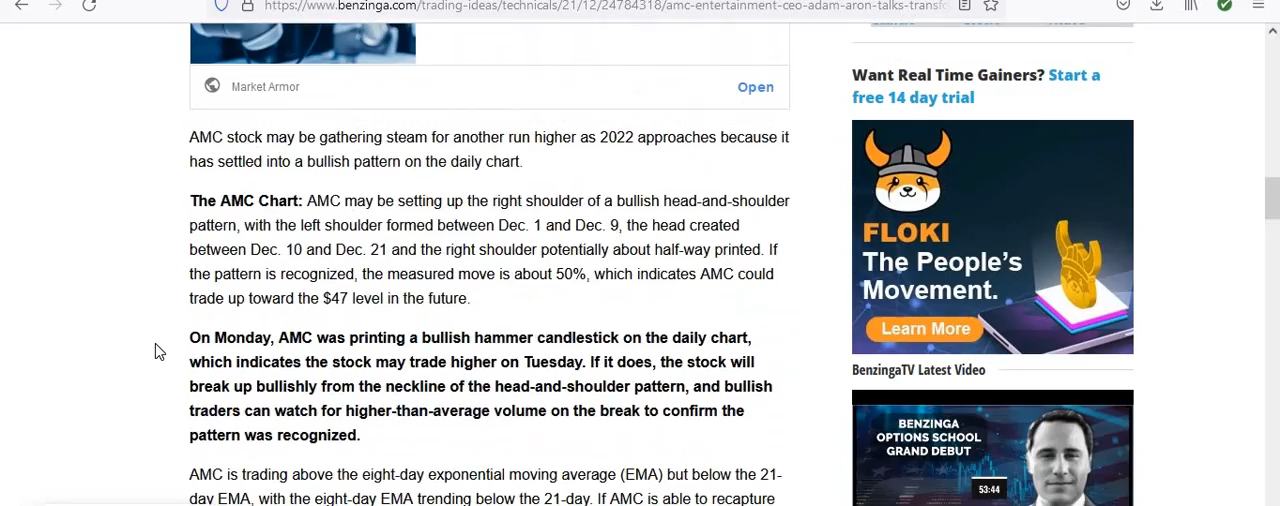 https://www.benzinga.com/trading-ideas/technicals/21/12/24784318/amc-entertainment-ceo-adam-aron-talks-transfo
Market Armor
Open
AMC stock may be gathering steam for another run higher as 2022 approaches because it
has settled into a bullish pattern on the daily chart.
The AMC Chart: AMC may be setting up the right shoulder of a bullish head-and-shoulder
pattern, with the left shoulder formed between Dec. 1 and Dec. 9, the head created
between Dec. 10 and Dec. 21 and the right shoulder potentially about half-way printed. If
the pattern is recognized, the measured move is about 50%, which indicates AMC could
trade up toward the $47 level in the future.
On Monday, AMC was printing a bullish hammer candlestick on the daily chart,
which indicates the stock may trade higher on Tuesday. If it does, the stock will
break up bullishly from the neckline of the head-and-shoulder pattern, and bullish
traders can watch for higher-than-average volume on the break to confirm the
pattern was recognized.
AMC is trading above the eight-day exponential moving average (EMA) but below the 21-
day EMA, with the eight-day EMA trending below the 21-day. If AMC is able to recapture
Want Real Time Gainers? Start a
free 14 day trial
FLOKI
The People's
Movement.
Learn More
BenzingaTV Latest Video
BENZINGA
OPTIONS SCHOOL
GRAND DEBUT
53:44